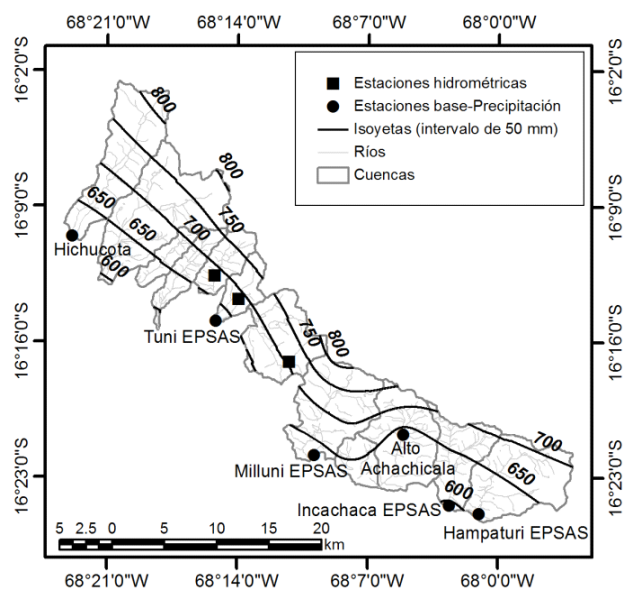 68°21'0"W 68°14'0"W 68°7'0"W 68°0'0"W
16°2'0"S 16°2'0"S
Estaciones hidrométricas
Estaciones base-Precipitación
Isoyetas (intervalo de 50 mm)
Ríos
Cuencas
800
800
16°9'0"S 16°9'0"S
650
650
700
750
Hichucota
600
Tuni EPSAS
16°16'0"S 16°16'0"S
750
800
Alto
Achachicala
700
650
Milluni EPSAS
16°23'0"S 16°23'0"S
600
Incachaca EPSAS
Hampaturi EPSAS
5 2.5 0 5 10 15 20
km
68°21'0"W 68°14'0"W 68°7'0"W 68°0'0"W